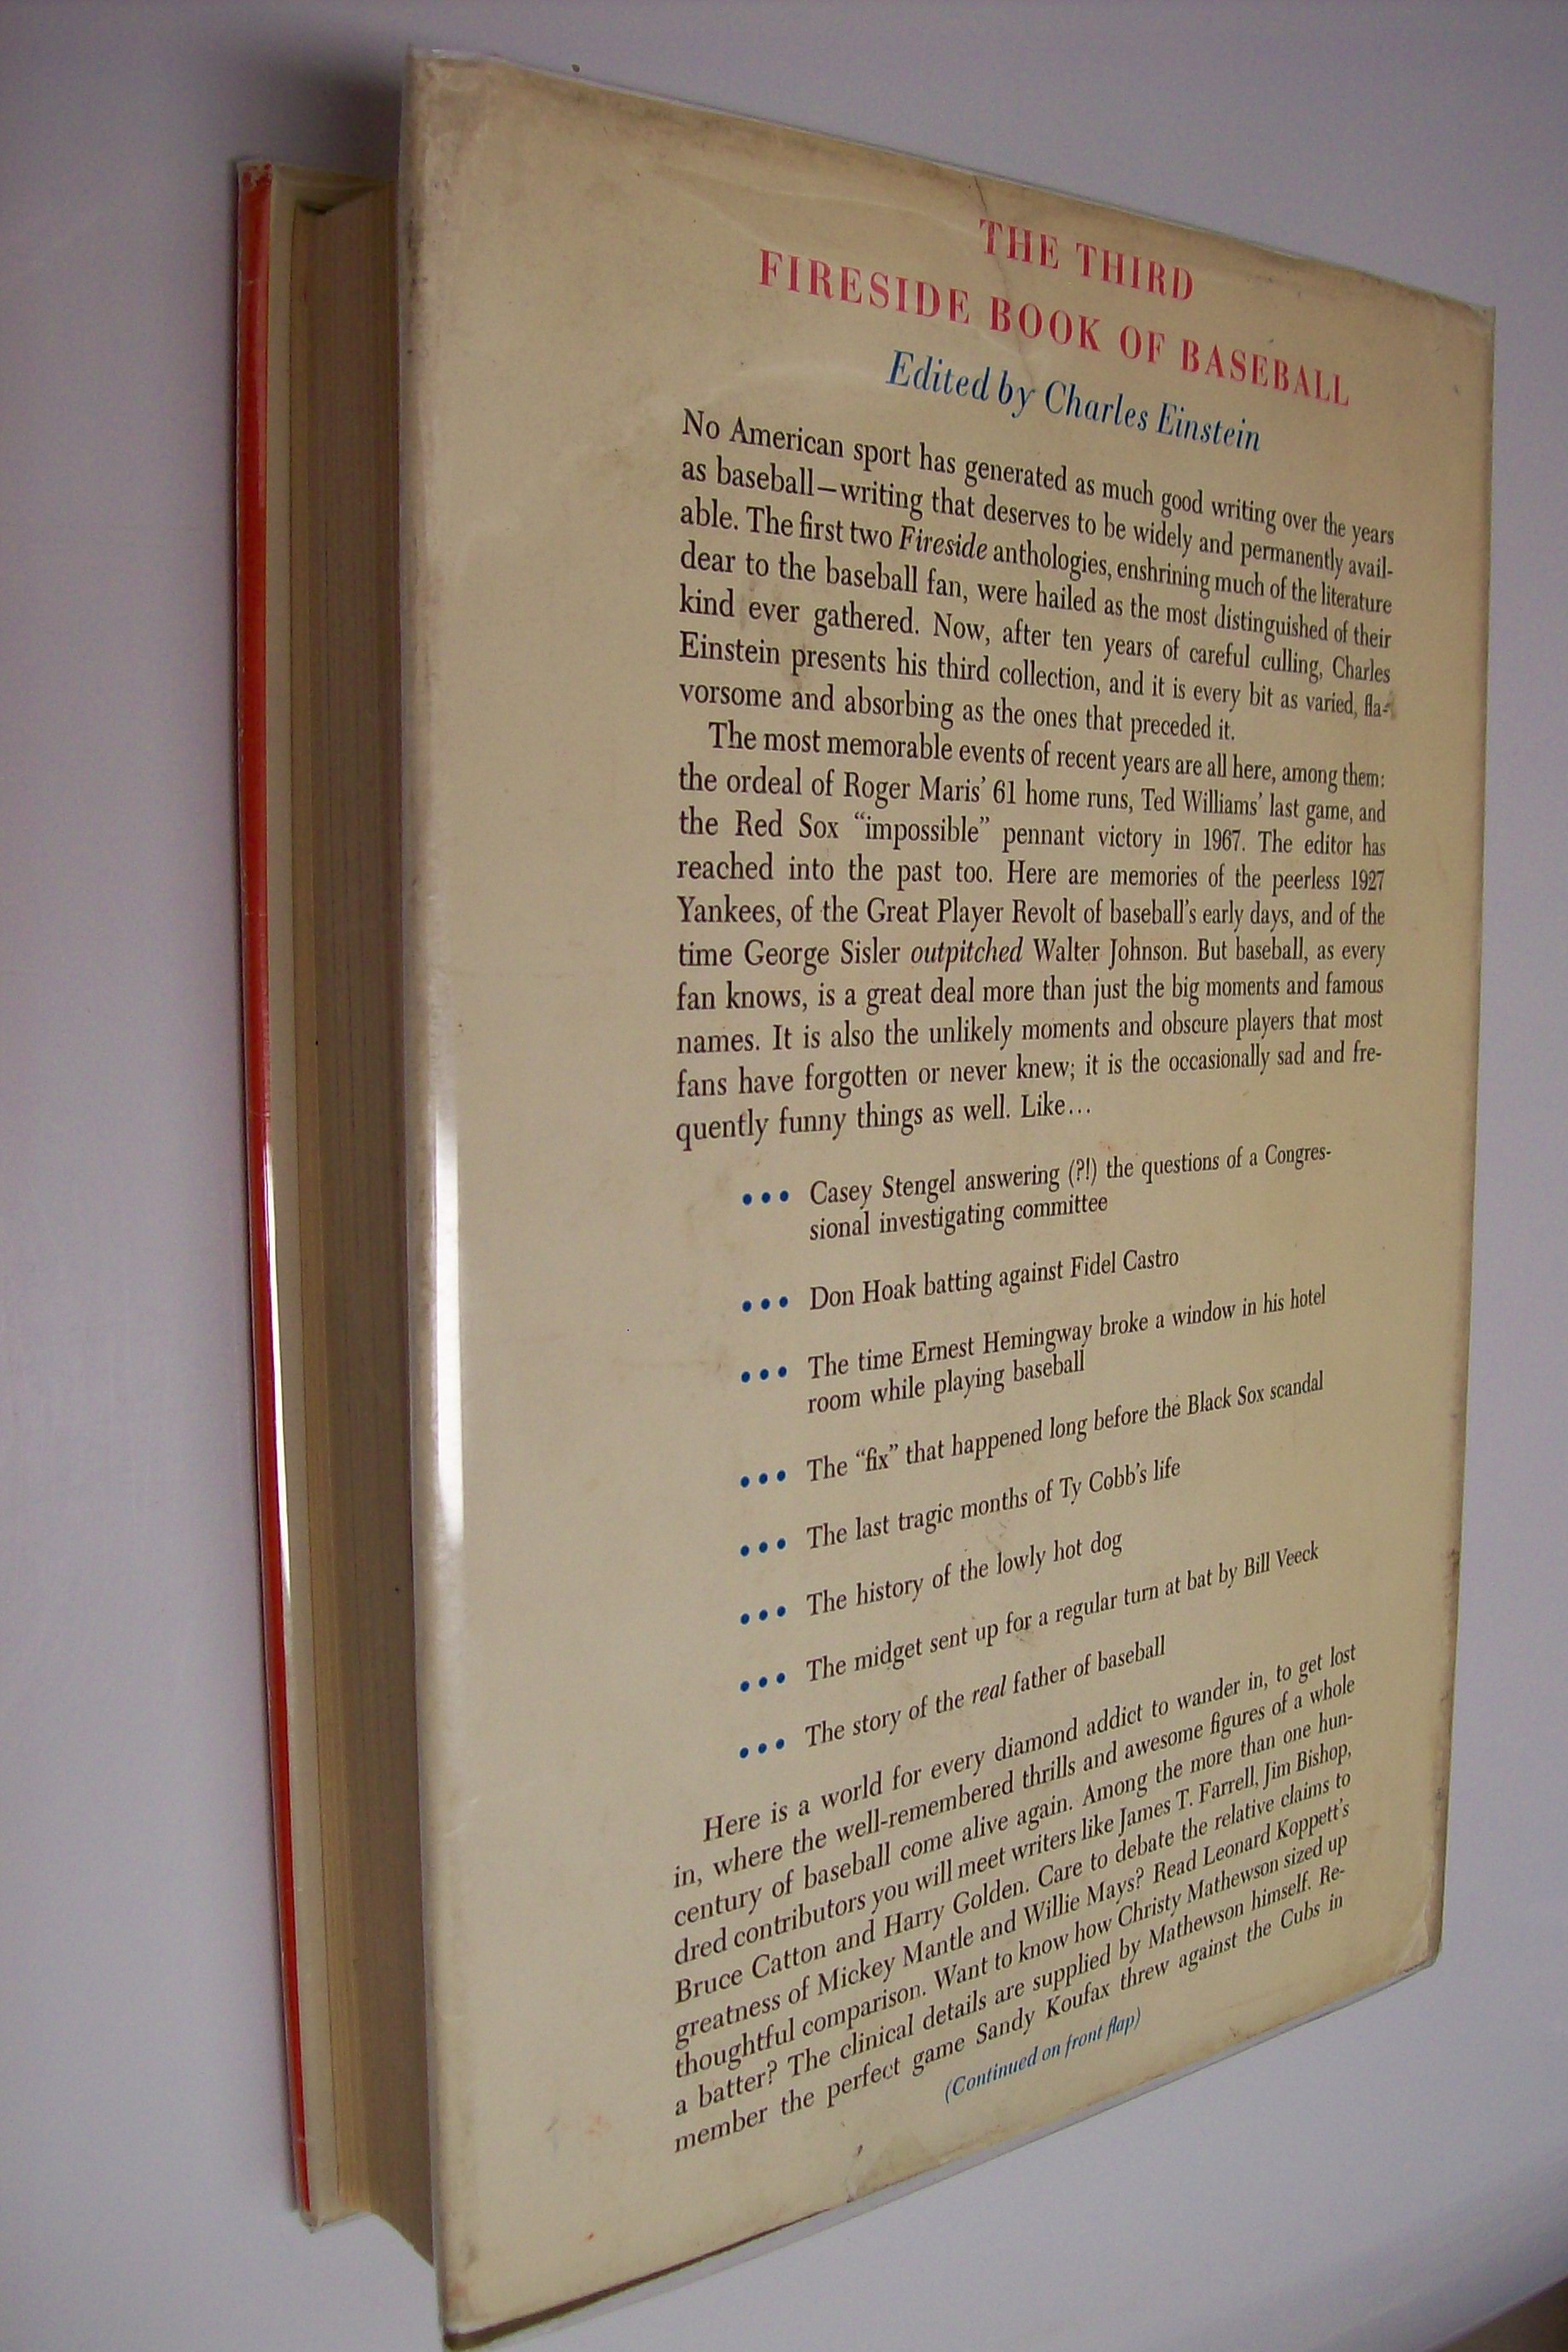 THE THIRD
FIRESIDE BOOK OF BASEBALL
Edited by Charles Einstein
No American sport has generated as much good writing over the years
as baseball—writing that deserves to be widely and permanently avail-
able. The first two Fireside anthologies, enshrining much of the literature
dear to the baseball fan, were hailed as the most distinguished of their
kind ever gathered. Now, after ten years of careful culling, Charles
Einstein presents his third collection, and it is every bit as varied, fla-
vorsome and absorbing as the ones that preceded it.
The most memorable events of recent years are all here, among them:
the ordeal of Roger Maris’ 61 home runs, Ted Williams’ last game, and
the Red Sox “impossible” pennant victory in 1967. The editor has
reached into the past too. Here are memories of the peerless 1927
Yankees, of the Great Player Revolt of baseball’s early days, and of the
time George Sisler outpitched Walter Johnson. But baseball, as every
fan knows, is a great deal more than just the big moments and famous
names. It is also the unlikely moments and obscure players that most
fans have forgotten or never knew; it is the occasionally sad and fre-
quently funny things as well. Like...
••• Casey Stengel answering (?!) the questions of a Congres-
sional investigating committee
••• Don Hoak batting against Fidel Castro
••• The time Ernest Hemingway broke a window in his hotel
room while playing baseball
••• The “fix” that happened long before the Black Sox scandal
••• The last tragic months of Ty Cobb’s life
••• The history of the lowly hot dog
••• The midget sent up for a regular turn at bat by Bill Veeck
••• The story of the real father of baseball
Here is a world for every diamond addict to wander in, to get lost
in, where the well-remembered thrills and awesome figures of a whole
century of baseball come alive again. Among the more than one hun-
dred contributors you will meet writers like James T. Farrell, Jim Bishop,
Bruce Catton and Harry Golden. Care to debate the relative claims to
greatness of Mickey Mantle and Willie Mays? Read Leonard Koppett’s
thoughtful comparison. Want to know how Christy Mathewson sized up
a batter? The clinical details are supplied by Mathewson himself. Re-
member the perfect game Sandy Koufax threw against the Cubs in
(Continued on front flap)